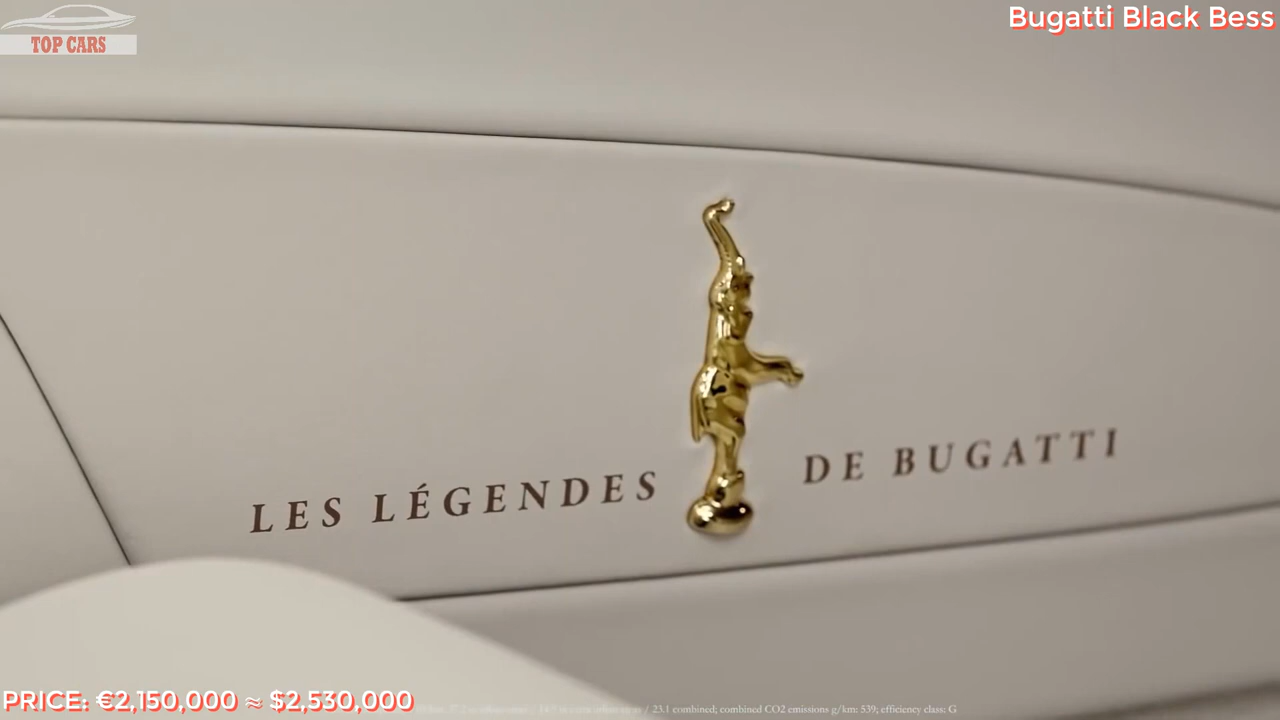 Bugatti Black Bess
TOP CARS
LES LÉGENDES DE BUGATTI
PRICE: €2,150,000 ≈ $2,530,000
/ 23.1 combined; combined CO2 emissions g/km: 539; efficiency class: G